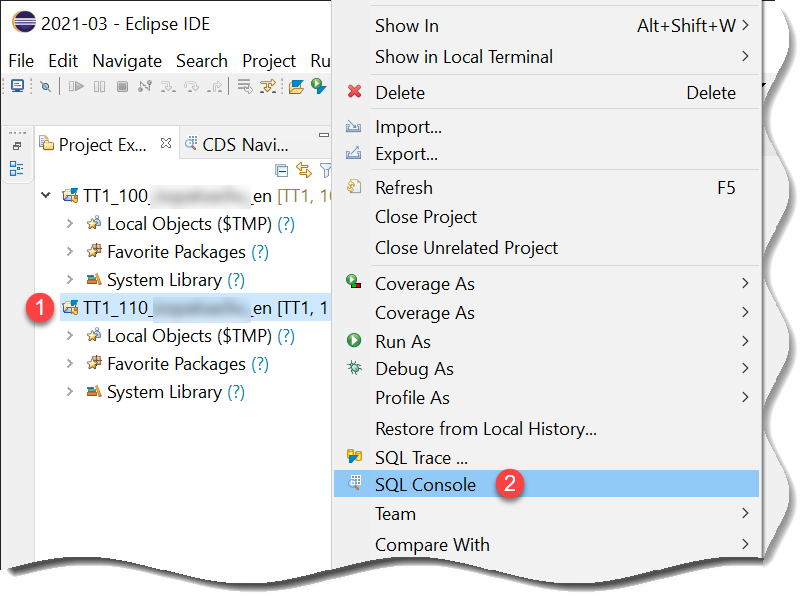 2021-03 - Eclipse IDE
File Edit Navigate Search Project Ru
Project Ex...
CDS Navi...
TT1_100_ _en [TT1, 10
Local Objects ($TMP) (?)
Favorite Packages (?)
System Library (?)
1
TT1_110_ _en [TT1, 1
Local Objects ($TMP) (?)
Favorite Packages (?)
System Library (?)
Show In Alt+Shift+W
Show in Local Terminal
Delete Delete
Import...
Export...
Refresh F5
Close Project
Close Unrelated Project
Coverage As
Coverage As
Run As
Debug As
Profile As
Restore from Local History...
SQL Trace ...
SQL Console 2
Team
Compare With